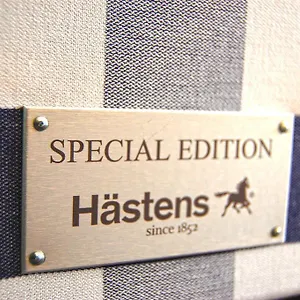 SPECIAL EDITION
Hästens
since 1852